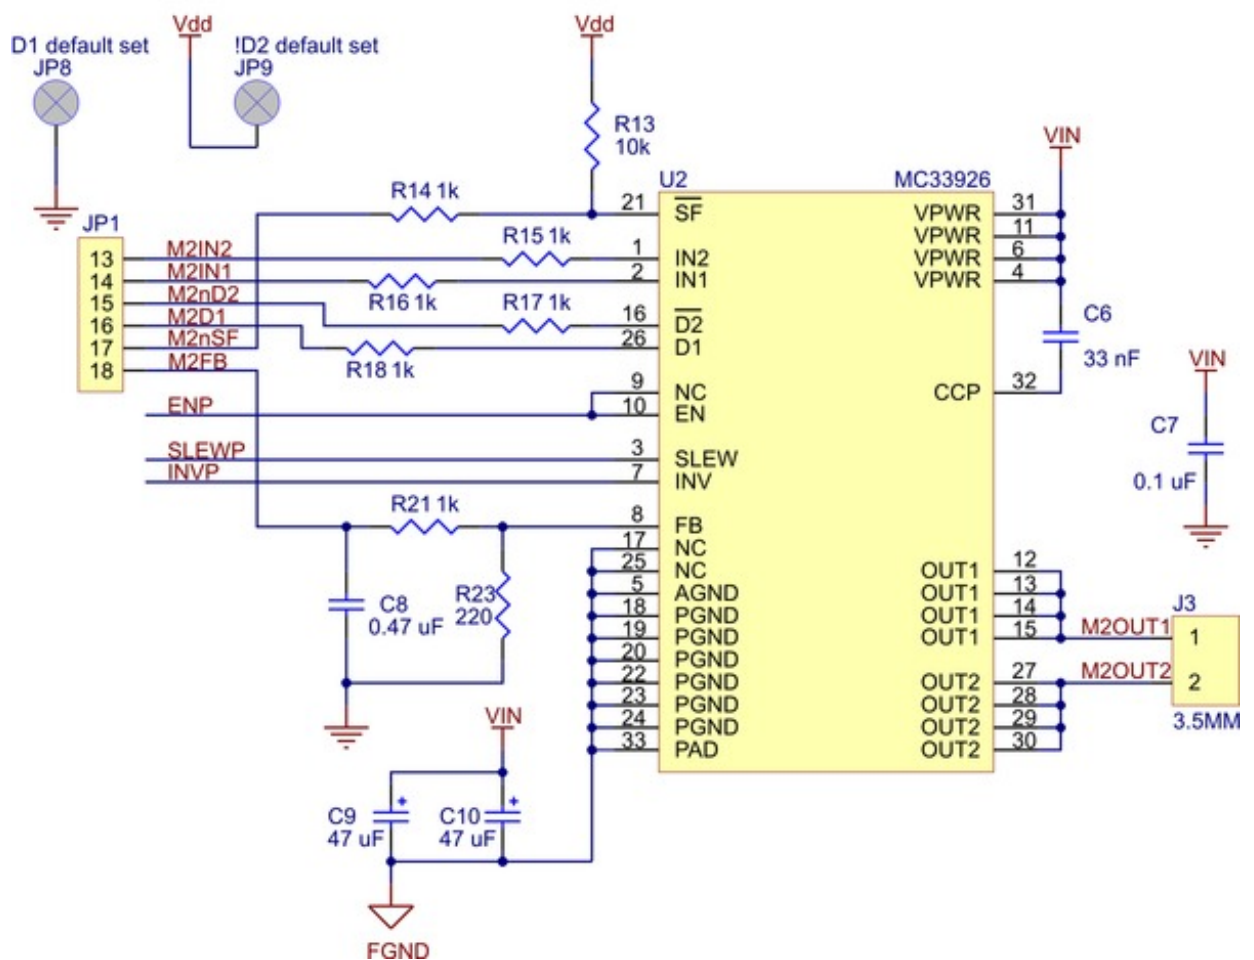 Vdd
Vdd
D1 default set
JP8
!D2 default set
JP9
R13
10k
VIN
U2
MC33926
R14 1k
21
SF
VPWR
31
JP1
VPWR
11
13
M2IN2
R15 1k
1
IN2
VPWR
6
14
M2IN1
R16 1k
2
IN1
VPWR
4
15
M2nD2
R17 1k
16
D2
16
M2D1
R18 1k
26
D1
17
M2nSF
18
M2FB
C6
33 nF
9
NC
CCP
32
ENP
10
EN
VIN
SLEWP
3
SLEW
INVP
7
INV
C7
0.1 uF
R21 1k
8
FB
17
NC
25
NC
OUT1
12
5
AGND
OUT1
13
18
PGND
OUT1
14
19
PGND
OUT1
15
M2OUT1
J3
1
C8
0.47 uF
R23
220
20
PGND
22
PGND
OUT2
27
M2OUT2
2
23
PGND
OUT2
28
24
PGND
OUT2
29
3.5MM
33
PAD
OUT2
30
VIN
C9
47 uF
C10
47 uF
FGND